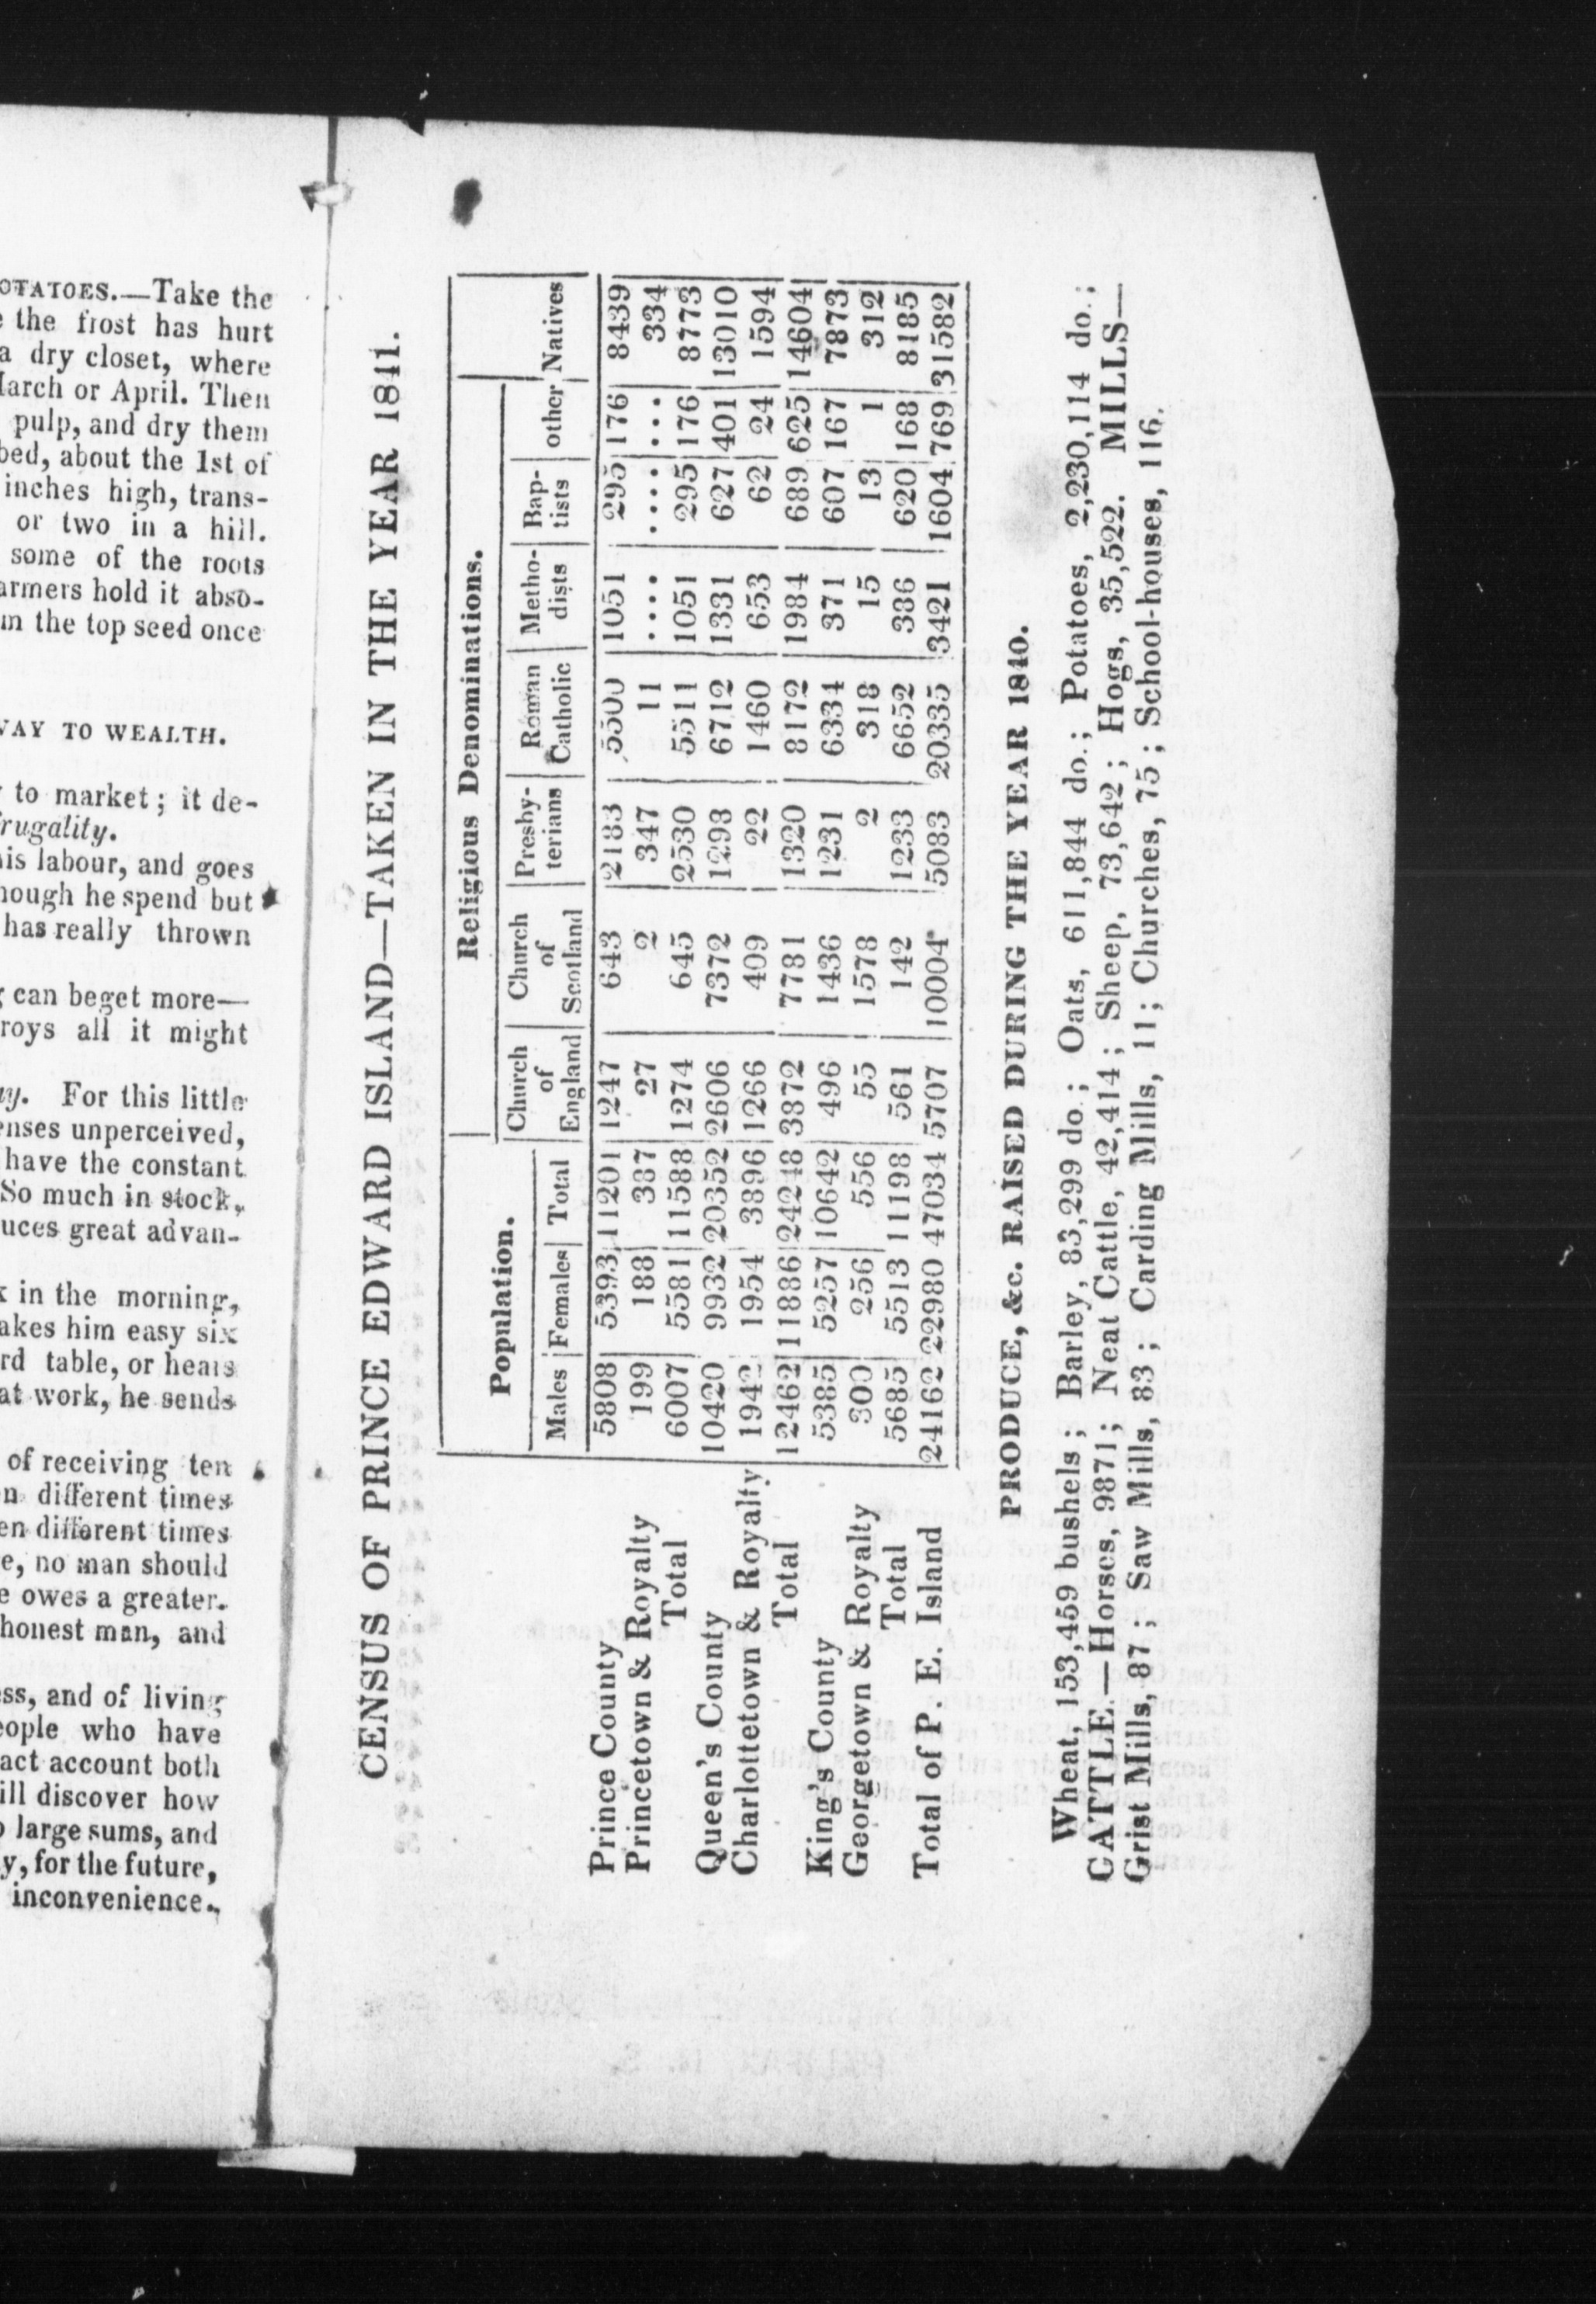 OTATOES.—Take the
e the frost has hurt
a dry closet, where
March or April. Then
pulp, and dry them
bed, about the 1st of
inches high, trans-
or two in a hill.
some of the roots
armers hold it abso-
in the top seed once
WAY TO WEALTH.
to market; it de-
frugality.
his labour, and goes
hough he spend but
has really thrown
can beget more—
roys all it might
For this little
enses unperceived,
have the constant
So much in stock,
uces great advan-
in the morning,
akes him easy six
rd table, or hears
at work, he sends
of receiving ten
n different times
en different times
e, no man should
e owes a greater.
honest man, and
ess, and of living
eople who have
act account both
ill discover how
large sums, and
y, for the future,
inconvenience.
CENSUS OF PRINCE EDWARD ISLAND—TAKEN IN THE YEAR 1841.
Population. Religious Denominations.
Males Females Total Church of England Church of Scotland Presby-terians Roman Catholic Metho-dists Bap-tists other Natives
Prince County 5808 5393 11201 1247 643 2183 5500 1051 295 176 8439
Princetown & Royalty 199 188 387 27 2 347 11 .... .... ... 334
Total 6007 5581 11588 1274 645 2530 5511 1051 295 176 8773
Queen's County 10420 9932 20352 2606 7372 1298 6712 1331 627 401 13010
Charlottetown & Royalty 1942 1954 3896 1266 409 22 1460 653 62 24 1594
Total 12462 11886 24248 3872 7781 1320 8172 1984 689 625 14604
King's County 5385 5257 10642 496 1436 1231 6334 371 607 167 7873
Georgetown & Royalty 300 256 556 55 1578 2 318 15 13 1 312
Total 5685 5513 11198 561 142 1233 6652 386 620 168 8185
Total of P. E. Island 24162 22980 47034 5707 10004 5083 20335 3421 1604 769 31582
PRODUCE, &c. RAISED DURING THE YEAR 1840.
Wheat, 153,459 bushels; Barley, 83,299 do.; Oats, 611,844 do.; Potatoes, 2,230,114 do.;
CATTLE.—Horses, 9871; Neat Cattle, 42,414; Sheep, 73,642; Hogs, 35,522. MILLS—
Grist Mills, 87; Saw Mills, 83; Carding Mills, 11; Churches, 75; School-houses, 116.